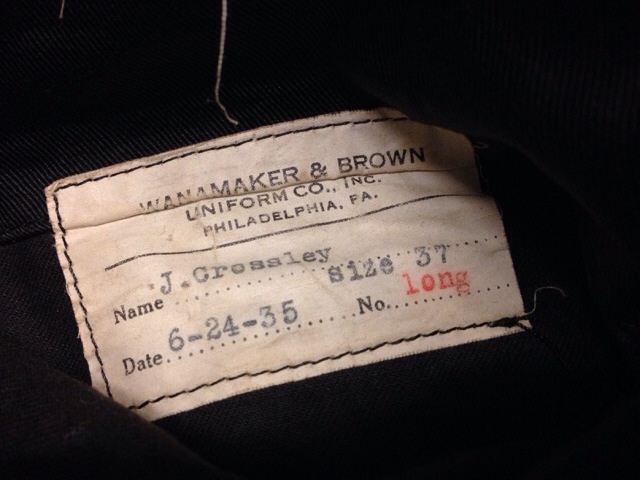 WANAMAKER & BROWN
UNIFORM CO., INC.
PHILADELPHIA, PA.
Name J. Crossley Size 37
Date 6-24-35 No. long